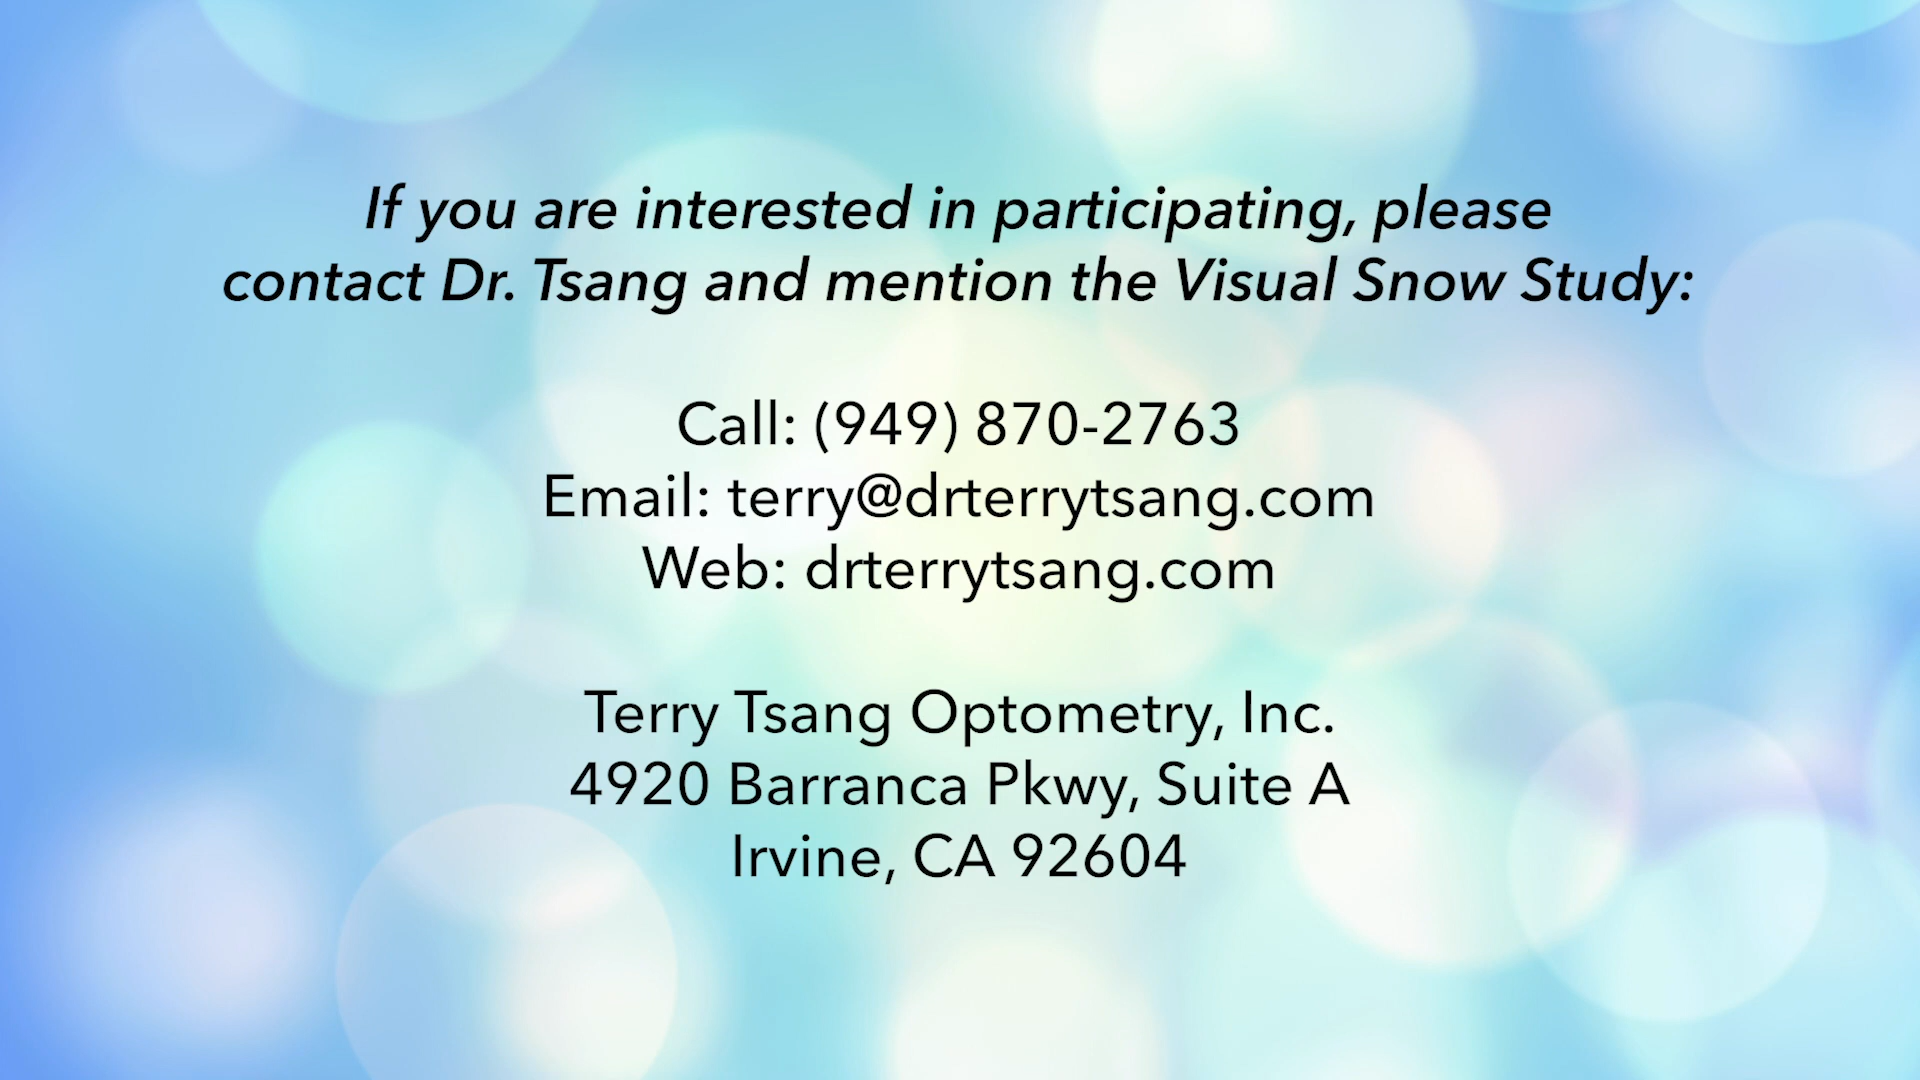 If you are interested in participating, please
contact Dr. Tsang and mention the Visual Snow Study:
Call: (949) 870-2763
Email: terry@drterrytsang.com
Web: drterrytsang.com
Terry Tsang Optometry, Inc.
4920 Barranca Pkwy, Suite A
Irvine, CA 92604